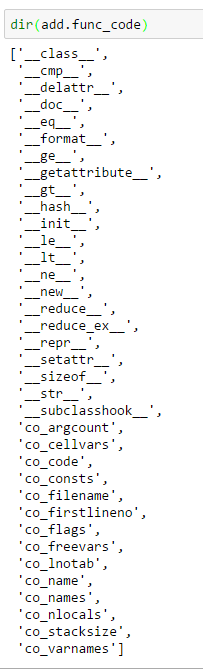 dir(add.func_code)
['__class__',
'__cmp__',
'__delattr__',
'__doc__',
'__eq__',
'__format__',
'__ge__',
'__getattribute__',
'__gt__',
'__hash__',
'__init__',
'__le__',
'__lt__',
'__ne__',
'__new__',
'__reduce__',
'__reduce_ex__',
'__repr__',
'__setattr__',
'__sizeof__',
'__str__',
'__subclasshook__',
'co_argcount',
'co_cellvars',
'co_code',
'co_consts',
'co_filename',
'co_firstlineno',
'co_flags',
'co_freevars',
'co_lnotab',
'co_name',
'co_names',
'co_nlocals',
'co_stacksize',
'co_varnames']